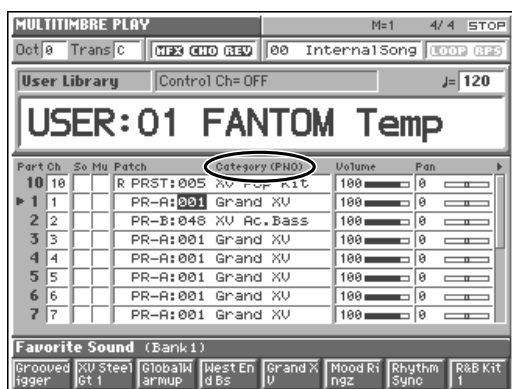 MULTITIMBRE PLAY M=1 4/ 4 STOP
Oct 0 Trans C MFX CHO REV 00 InternalSong LOOP RPS
User Library Control Ch= OFF ♩= 120
USER:01 FANTOM Temp
Part Ch So Mu Patch Category (PNO) Volume Pan
10 10 R PRST:005 XV Pop Kit 100 0
1 1 PR-A:001 Grand XV 100 0
2 2 PR-B:048 XV Ac.Bass 100 0
3 3 PR-A:001 Grand XV 100 0
4 4 PR-A:001 Grand XV 100 0
5 5 PR-A:001 Grand XV 100 0
6 6 PR-A:001 Grand XV 100 0
7 7 PR-A:001 Grand XV 100 0
Favorite Sound (Bank1)
Grooved XV Steel GlobalW West En Grand X Mood Ri Rhythm R&B Kit
igger Gt 1 armup d Bs V ngz Sync 1